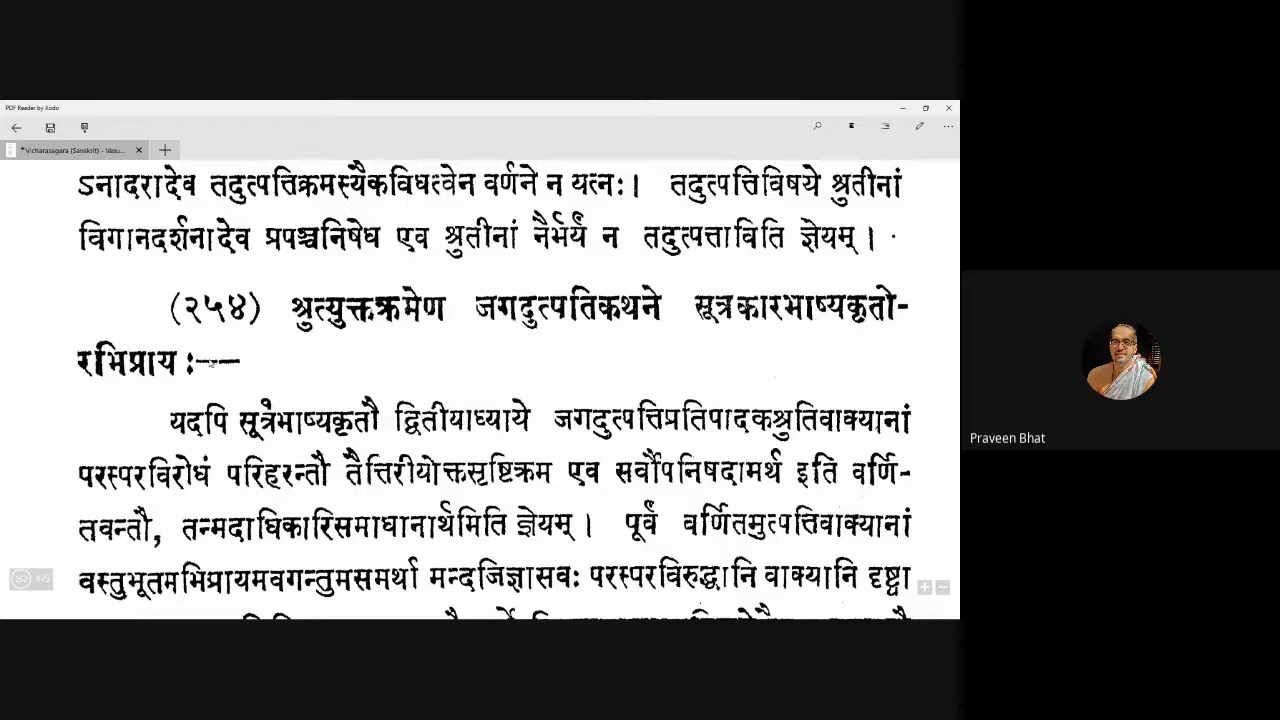 PDF Reader by Xodo
*Vicharasagara (Sanskrit) - Vasu...
ऽनादरादेव तदुत्पत्तिक्रमस्यैकविधत्वेन वर्णने न यत्नः। तदुत्पत्तिविषये श्रुतीनां
विगानदर्शनादेव प्रपञ्चनिषेध एव श्रुतीनां नैर्भर्यं न तदुत्पत्ताविति ज्ञेयम्।
(२५४) श्रुत्युक्तक्रमेण जगदुत्पतिकथने सूत्रकारभाष्यकृतो-
रभिप्रायः——
यदपि सूत्रभाष्यकृतौ द्वितीयाध्याये जगदुत्पत्तिप्रतिपादकश्रुतिवाक्यानां
परस्परविरोधं परिहरन्तौ तैत्तिरीयोक्तसृष्टिक्रम एव सर्वोपनिषदामर्थ इति वर्णि-
तवन्तौ, तन्मदाधिकारिसमाधानार्थमिति ज्ञेयम्। पूर्वं वर्णितमुत्पत्तिवाक्यानां
वस्तुभूतमभिप्रायमवगन्तुमसमर्था मन्दजिज्ञासवः परस्परविरुद्धानि वाक्यानि दृष्ट्वा
Praveen Bhat